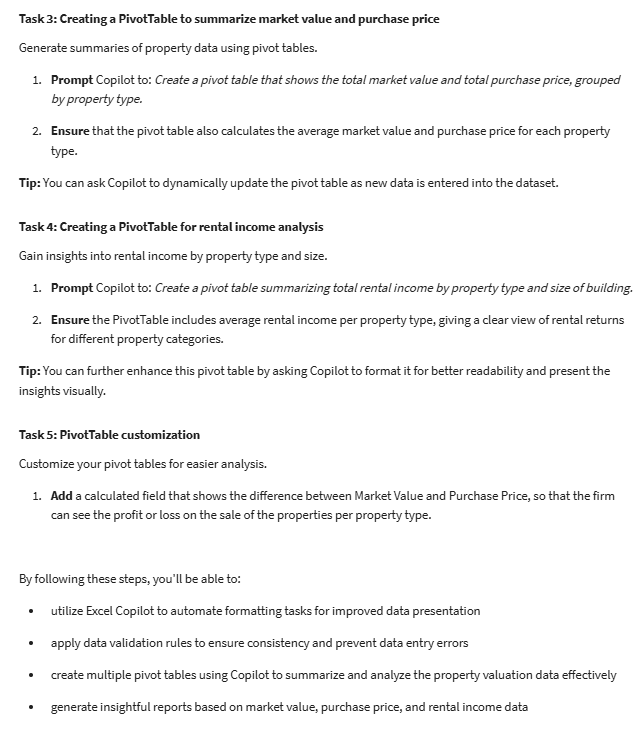 Task 3: Creating a PivotTable to summarize market value and purchase price
Generate summaries of property data using pivot tables.
1. Prompt Copilot to: Create a pivot table that shows the total market value and total purchase price, grouped
by property type.
2. Ensure that the pivot table also calculates the average market value and purchase price for each property
type.
Tip: You can ask Copilot to dynamically update the pivot table as new data is entered into the dataset.
Task 4: Creating a PivotTable for rental income analysis
Gain insights into rental income by property type and size.
1. Prompt Copilot to: Create a pivot table summarizing total rental income by property type and size of building.
2. Ensure the PivotTable includes average rental income per property type, giving a clear view of rental returns
for different property categories.
Tip: You can further enhance this pivot table by asking Copilot to format it for better readability and present the
insights visually.
Task 5: PivotTable customization
Customize your pivot tables for easier analysis.
1. Add a calculated field that shows the difference between Market Value and Purchase Price, so that the firm
can see the profit or loss on the sale of the properties per property type.
By following these steps, you'll be able to:
• utilize Excel Copilot to automate formatting tasks for improved data presentation
• apply data validation rules to ensure consistency and prevent data entry errors
• create multiple pivot tables using Copilot to summarize and analyze the property valuation data effectively
• generate insightful reports based on market value, purchase price, and rental income data